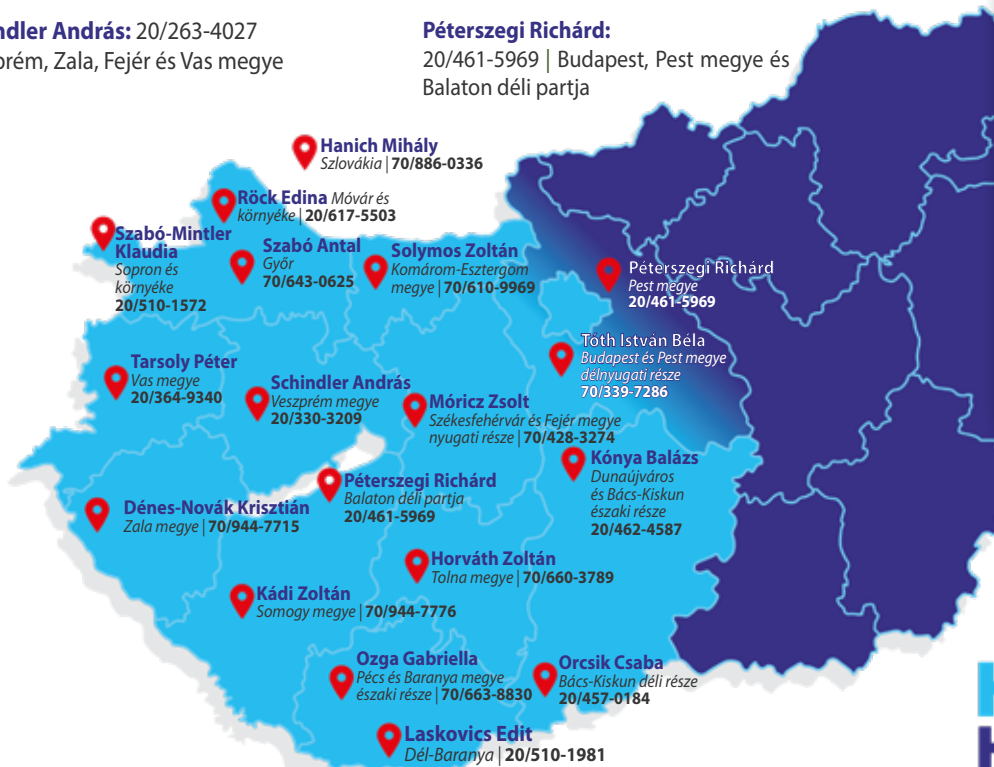 ndler András: 20/263-4027
prém, Zala, Fejér és Vas megye
Péterszegi Richárd:
20/461-5969 | Budapest, Pest megye és
Balaton déli partja
Hanich Mihály
Szlovákia | 70/886-0336
Röck Edina Móvár és
környéke | 20/617-5503
Szabó-Mintler
Klaudia
Sopron és
környéke
20/510-1572
Szabó Antal
Győr
70/643-0625
Solymos Zoltán
Komárom-Esztergom
megye | 70/610-9969
Péterszegi Richárd
Pest megye
20/461-5969
Tóth István Béla
Budapest és Pest megye
délnyugati része
70/339-7286
Tarsoly Péter
Vas megye
20/364-9340
Schindler András
Veszprém megye
20/330-3209
Móricz Zsolt
Székesfehérvár és Fejér megye
nyugati része | 70/428-3274
Kónya Balázs
Dunaújváros
és Bács-Kiskun
északi része
20/462-4587
Péterszegi Richárd
Balaton déli partja
20/461-5969
Dénes-Novák Krisztián
Zala megye | 70/944-7715
Horváth Zoltán
Tolna megye | 70/660-3789
Kádi Zoltán
Somogy megye | 70/944-7776
Ozga Gabriella
Pécs és Baranya megye
északi része | 70/663-8830
Orcsik Csaba
Bács-Kiskun déli része
20/457-0184
Laskovics Edit
Dél-Baranya | 20/510-1981